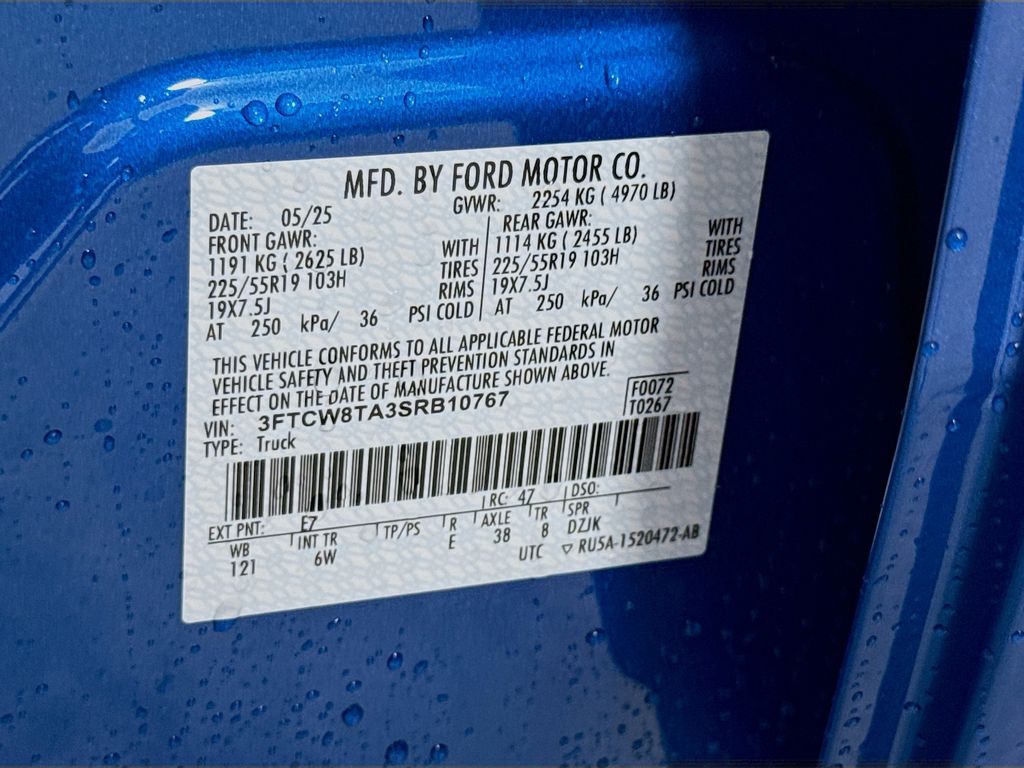 MFD. BY FORD MOTOR CO.
DATE: 05/25 GVWR: 2254 KG ( 4970 LB)
FRONT GAWR: REAR GAWR:
1191 KG ( 2625 LB) WITH 1114 KG ( 2455 LB) WITH
225/55R19 103H TIRES 225/55R19 103H TIRES
19X7.5J RIMS 19X7.5J RIMS
AT 250 kPa/ 36 PSI COLD AT 250 kPa/ 36 PSI COLD
THIS VEHICLE CONFORMS TO ALL APPLICABLE FEDERAL MOTOR
VEHICLE SAFETY AND THEFT PREVENTION STANDARDS IN
EFFECT ON THE DATE OF MANUFACTURE SHOWN ABOVE.
VIN: 3FTCW8TA3SRB10767 F0072
TYPE: Truck T0267
EXT PNT: E7 RC: 47 DSO:
WB INT TR TP/PS R AXLE TR SPR
121 6W E 38 8 DZJK
UTC ▽ RU5A-1520472-AB